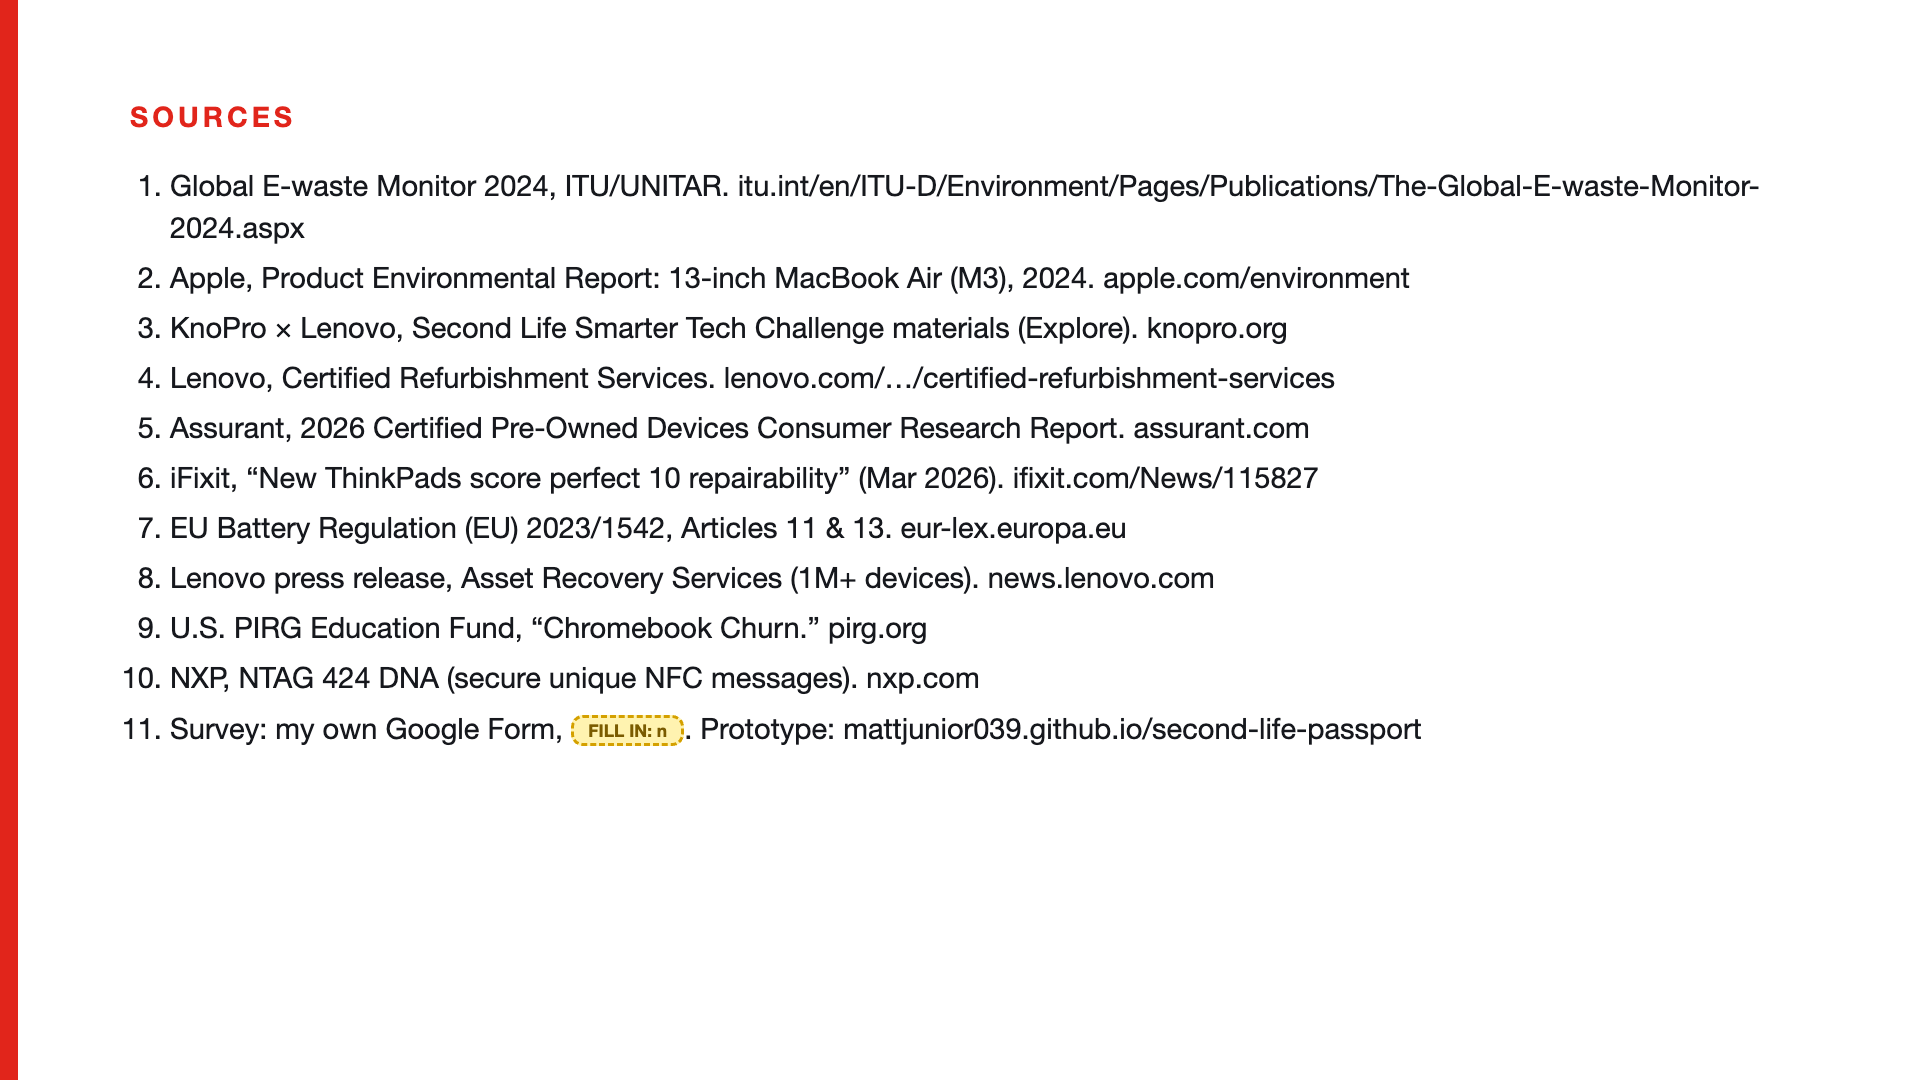 SOURCES
1. Global E-waste Monitor 2024, ITU/UNITAR. itu.int/en/ITU-D/Environment/Pages/Publications/The-Global-E-waste-Monitor-
2024.aspx
2. Apple, Product Environmental Report: 13-inch MacBook Air (M3), 2024. apple.com/environment
3. KnoPro × Lenovo, Second Life Smarter Tech Challenge materials (Explore). knopro.org
4. Lenovo, Certified Refurbishment Services. lenovo.com/…/certified-refurbishment-services
5. Assurant, 2026 Certified Pre-Owned Devices Consumer Research Report. assurant.com
6. iFixit, “New ThinkPads score perfect 10 repairability” (Mar 2026). ifixit.com/News/115827
7. EU Battery Regulation (EU) 2023/1542, Articles 11 & 13. eur-lex.europa.eu
8. Lenovo press release, Asset Recovery Services (1M+ devices). news.lenovo.com
9. U.S. PIRG Education Fund, “Chromebook Churn.” pirg.org
10. NXP, NTAG 424 DNA (secure unique NFC messages). nxp.com
11. Survey: my own Google Form, FILL IN: n. Prototype: mattjunior039.github.io/second-life-passport